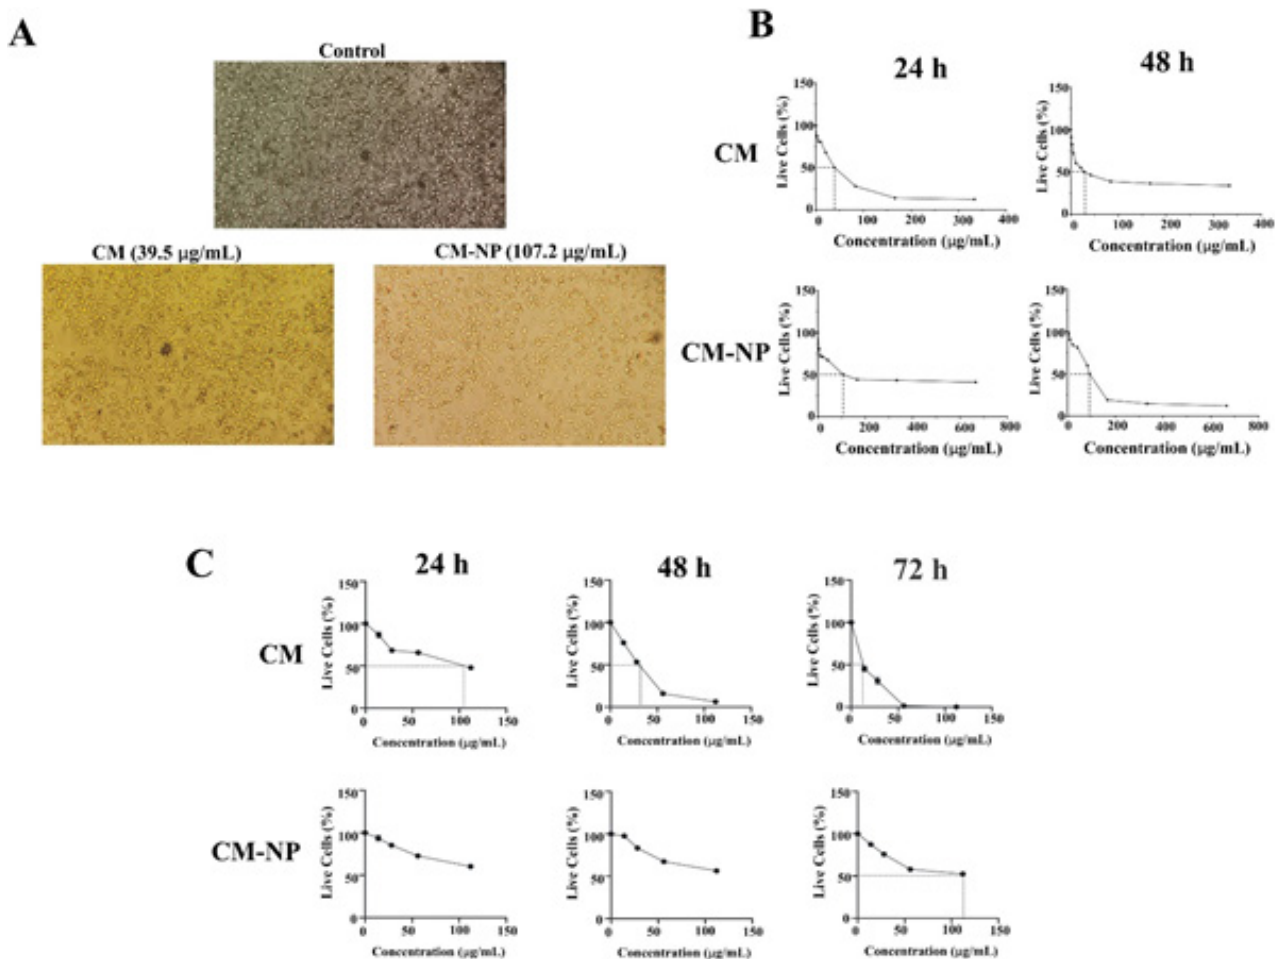 A
Control
CM (39.5 µg/mL)
CM-NP (107.2 µg/mL)
B
24 h
48 h
CM
Live Cells (%)
150
100
50
0
0
100
200
300
400
Concentration (µg/mL)
Live Cells (%)
150
100
50
0
0
100
200
300
400
Concentration (µg/mL)
CM-NP
Live Cells (%)
150
100
50
0
0
200
400
600
800
Concentration (µg/mL)
Live Cells (%)
150
100
50
0
0
200
400
600
800
Concentration (µg/mL)
C
24 h
48 h
72 h
CM
Live Cells (%)
150
100
50
0
0
50
100
150
Concentration (µg/mL)
Live Cells (%)
150
100
50
0
0
50
100
150
Concentration (µg/mL)
Live Cells (%)
150
100
50
0
0
50
100
150
Concentration (µg/mL)
CM-NP
Live Cells (%)
150
100
50
0
0
50
100
150
Concentration (µg/mL)
Live Cells (%)
150
100
50
0
0
50
100
150
Concentration (µg/mL)
Live Cells (%)
150
100
50
0
0
50
100
150
Concentration (µg/mL)